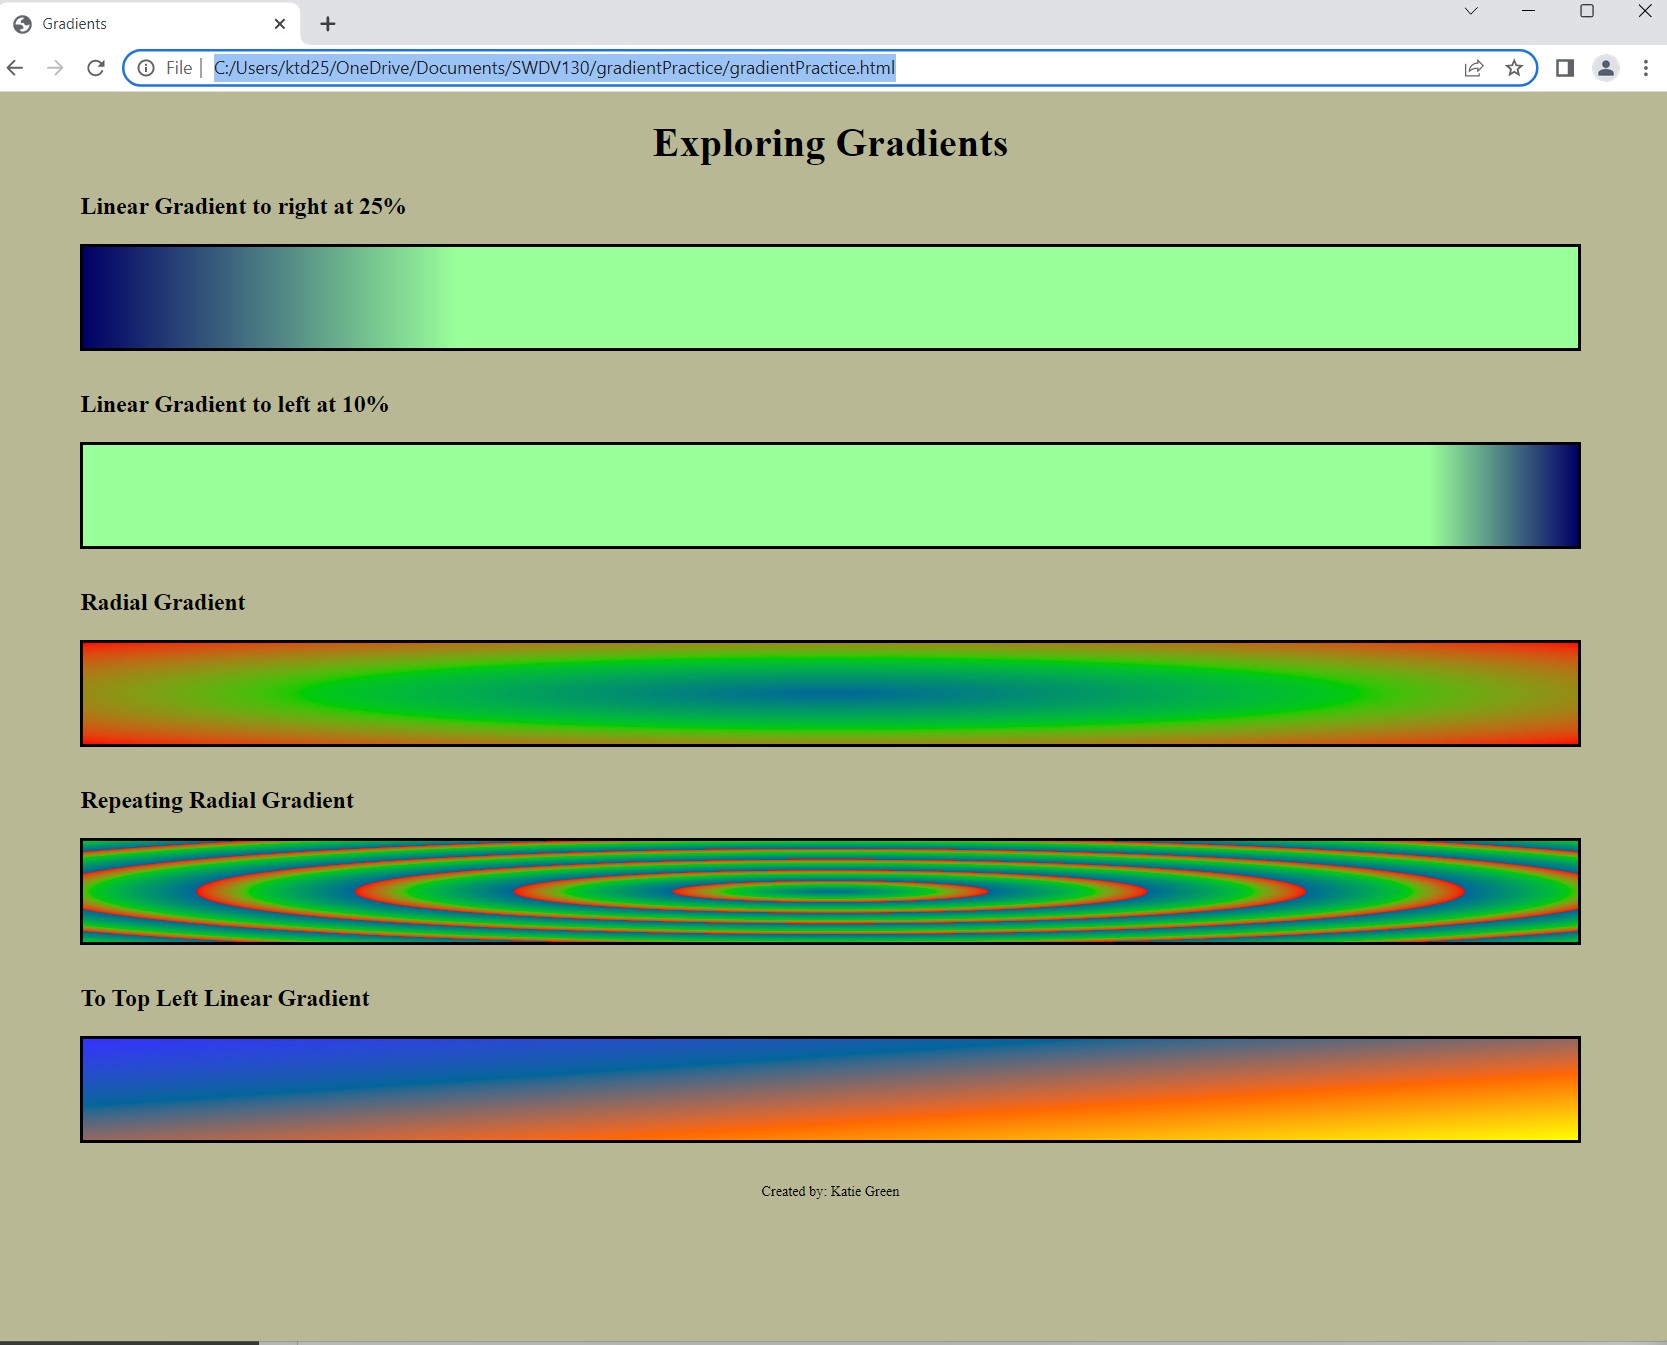 Gradients
File | C:/Users/ktd25/OneDrive/Documents/SWDV130/gradientPractice/gradientPractice.html
Exploring Gradients
Linear Gradient to right at 25%
Linear Gradient to left at 10%
Radial Gradient
Repeating Radial Gradient
To Top Left Linear Gradient
Created by: Katie Green